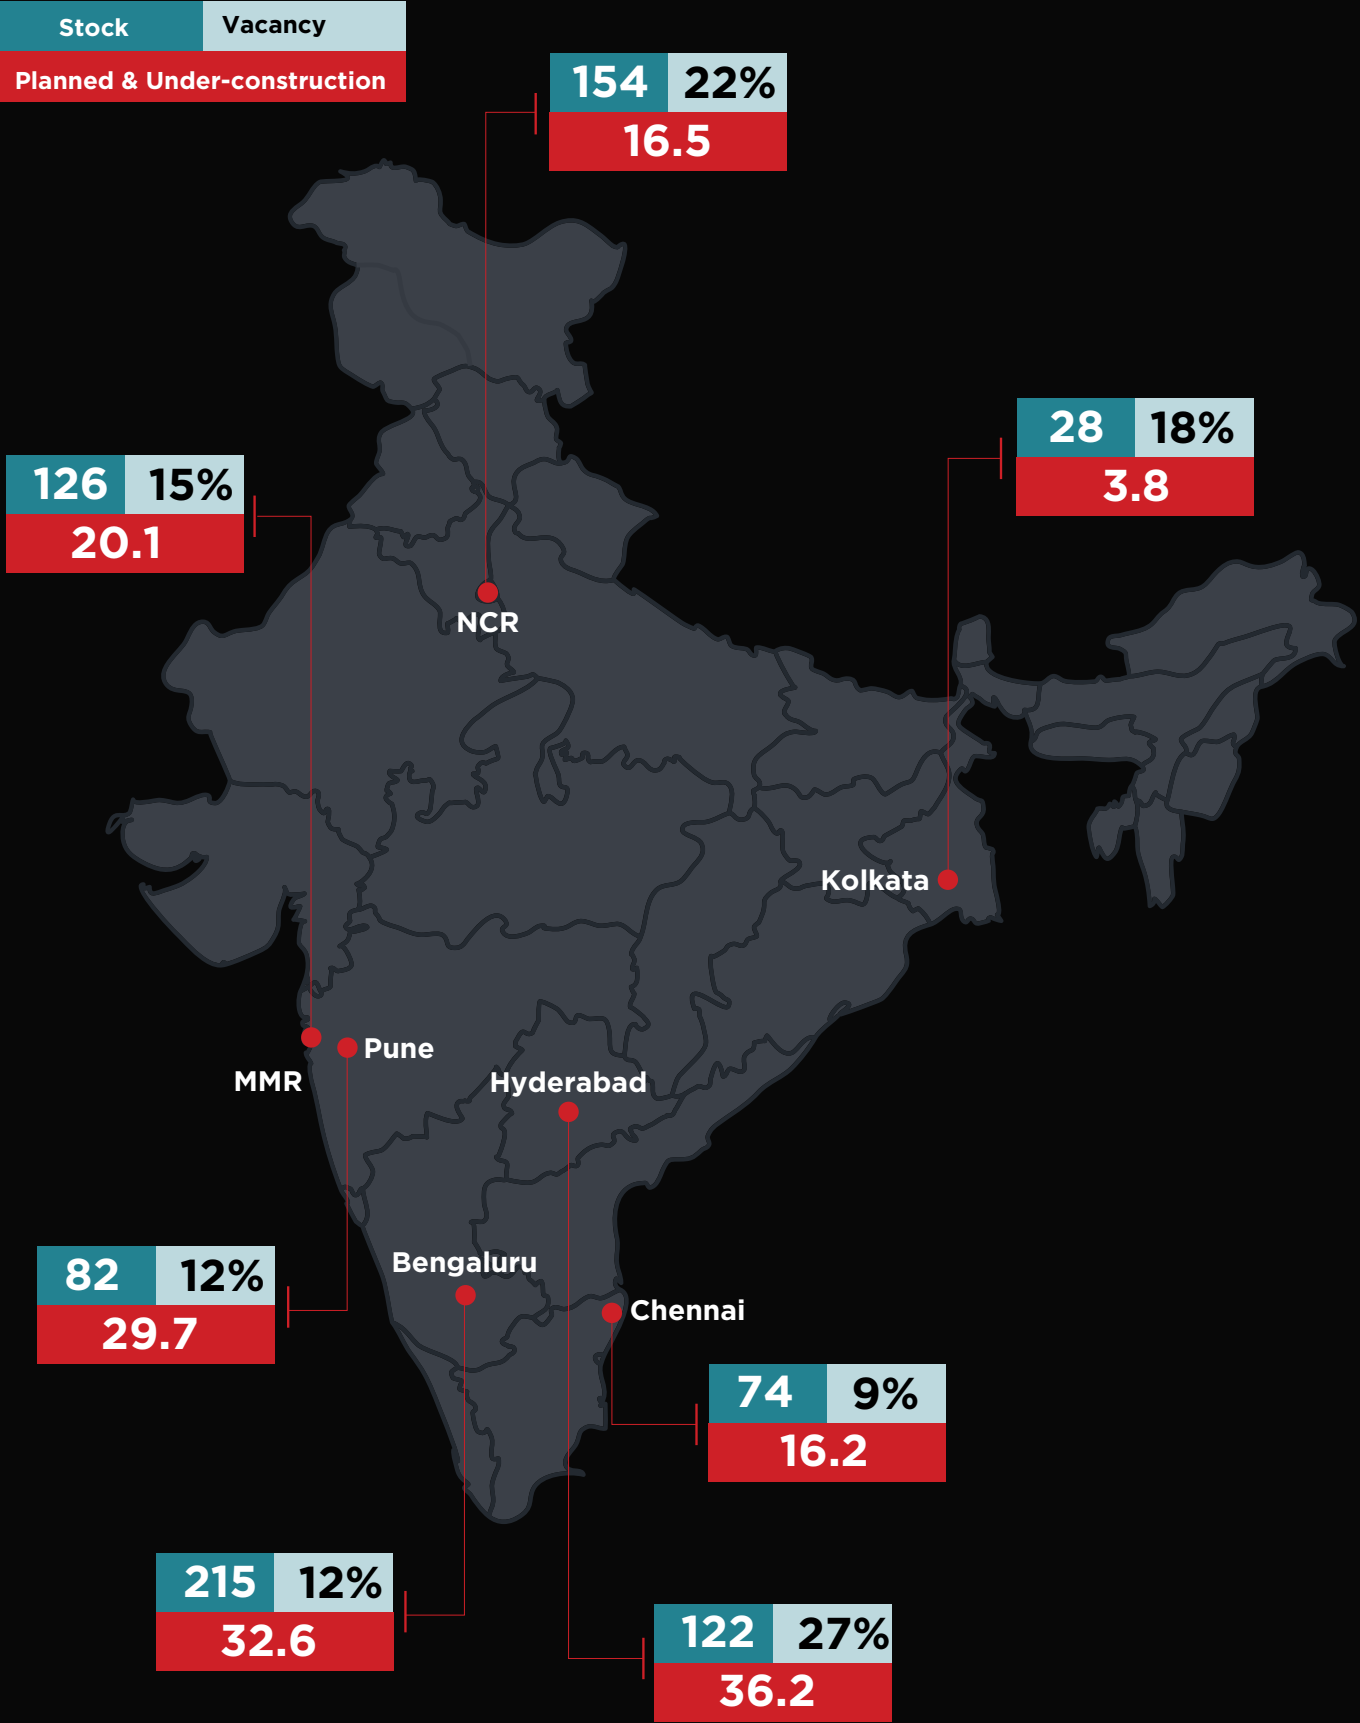 Stock Vacancy
Planned & Under-construction
154 22%
16.5
28 18%
3.8
126 15%
20.1
NCR
Kolkata
Pune
MMR
Hyderabad
82 12%
29.7
Bengaluru
Chennai
74 9%
16.2
215 12%
32.6
122 27%
36.2